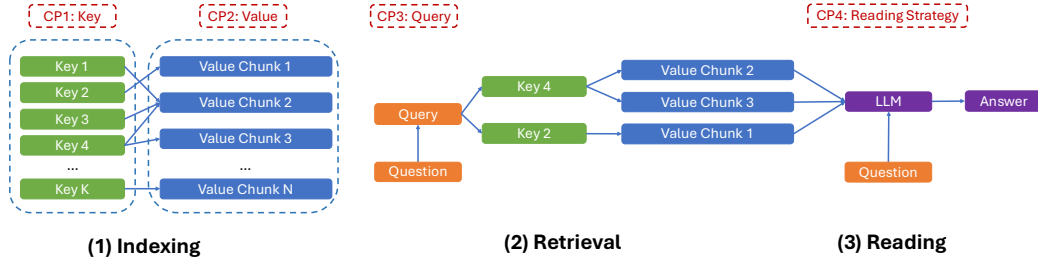 CP1: Key
CP2: Value
CP3: Query
CP4: Reading Strategy
Key 1
Key 2
Key 3
Key 4
...
Key K
Value Chunk 1
Value Chunk 2
Value Chunk 3
...
Value Chunk N
Query
Question
Key 4
Key 2
Value Chunk 2
Value Chunk 3
Value Chunk 1
LLM
Answer
Question
(1) Indexing
(2) Retrieval
(3) Reading